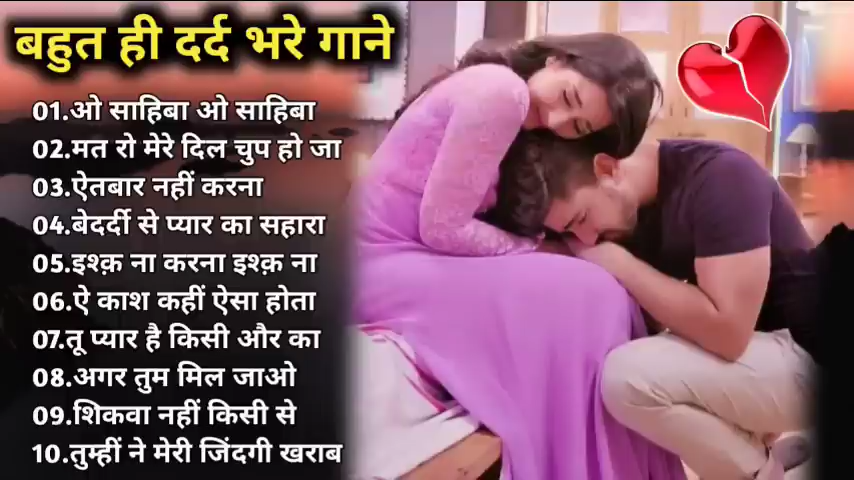 बहुत ही दर्द भरे गाने
01.ओ साहिबा ओ साहिबा
02.मत रो मेरे दिल चुप हो जा
03.ऐतबार नहीं करना
04.बेदर्दी से प्यार का सहारा
05.इश्क़ ना करना इश्क़ ना
06.ऐ काश कहीं ऐसा होता
07.तू प्यार है किसी और का
08.अगर तुम मिल जाओ
09.शिकवा नहीं किसी से
10.तुम्हीं ने मेरी जिंदगी खराब